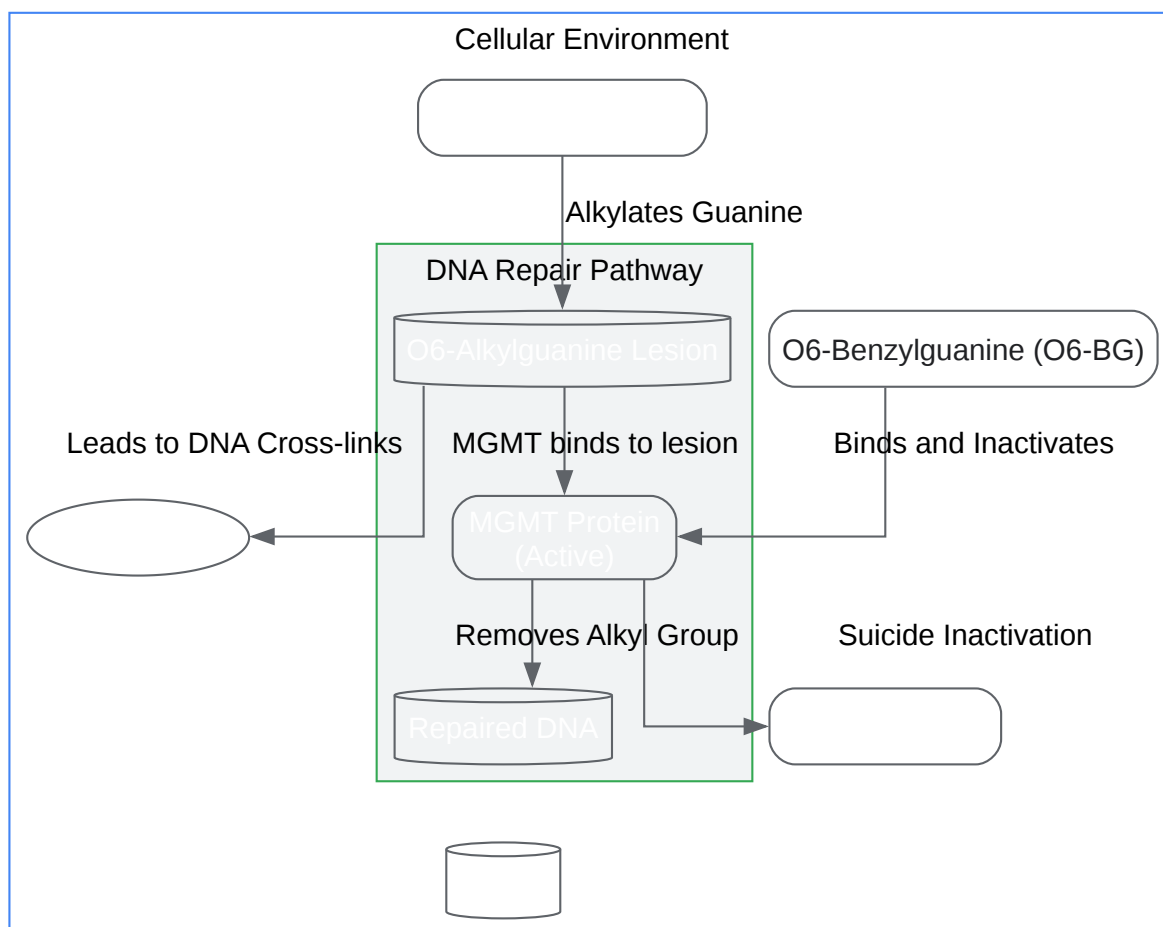 Cellular Environment
Alkylates Guanine
DNA Repair Pathway
O6-Alkylguanine Lesion
O6-Benzylguanine (O6-BG)
Leads to DNA Cross-links
MGMT binds to lesion
Binds and Inactivates
MGMT Protein
(Active)
Removes Alkyl Group
Suicide Inactivation
Repaired DNA